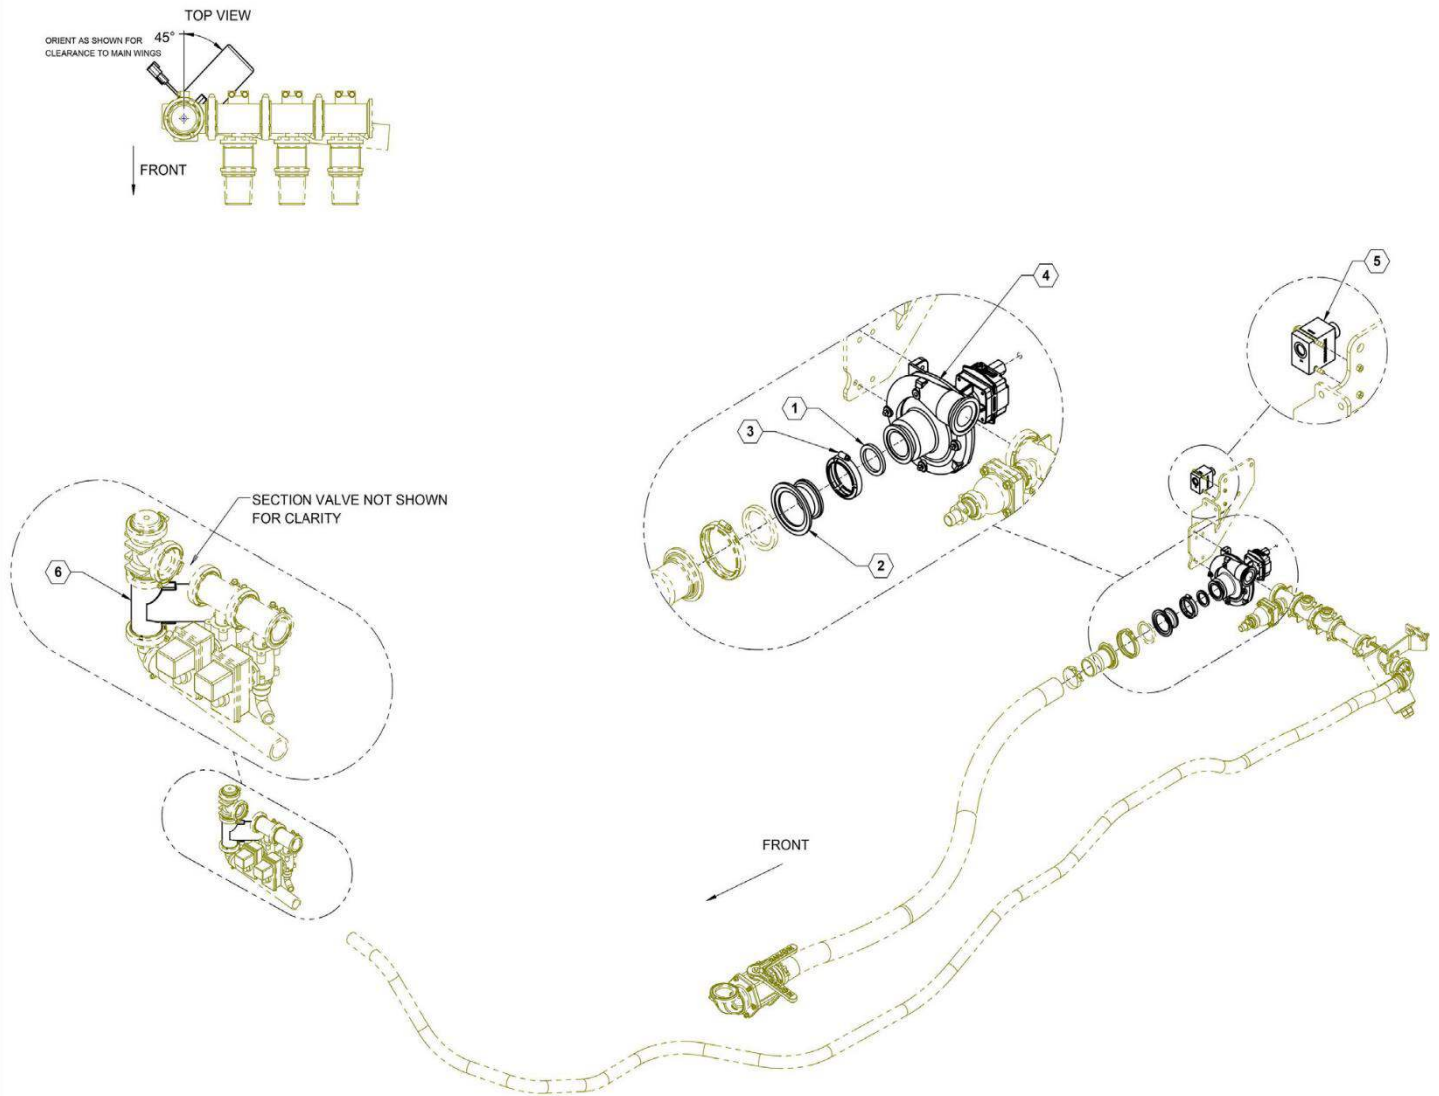 TOP VIEW
ORIENT AS SHOWN FOR
CLEARANCE TO MAIN WINGS
45°
FRONT
5
4
1
3
2
SECTION VALVE NOT SHOWN
FOR CLARITY
6
FRONT